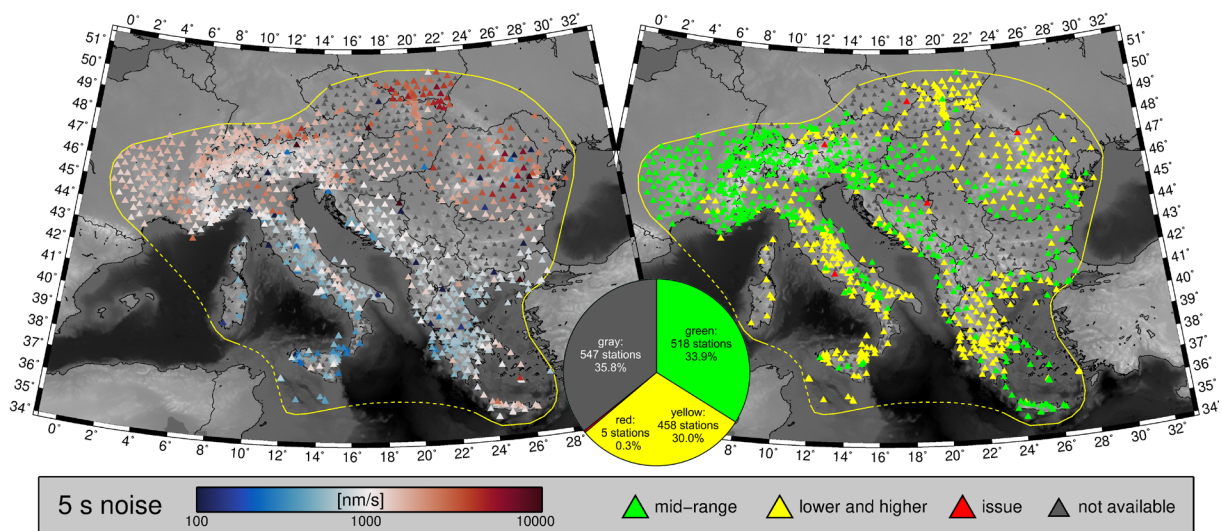 0° 2° 4° 6° 8° 10° 12° 14° 16° 18° 20° 22° 24° 26° 28° 30° 32°
0° 2° 4° 6° 8° 10° 12° 14° 16° 18° 20° 22° 24° 26° 28° 30° 32°
51°
50°
49°
48°
47°
46°
45°
44°
43°
42°
41°
40°
39°
38°
37°
36°
35°
34°
51°
50°
49°
48°
47°
46°
45°
44°
43°
42°
41°
40°
39°
38°
37°
36°
35°
34°
0° 2° 4° 6° 8° 10° 12° 14° 16° 18° 20° 22° 24° 26° 28°
6° 8° 10° 12° 14° 16° 18° 20° 22° 24° 26° 28° 30° 32°
gray:
547 stations
35.8%
green:
518 stations
33.9%
red:
5 stations
0.3%
yellow:
458 stations
30.0%
5 s noise
[nm/s]
100 1000 10000
mid−range
lower and higher
issue
not available